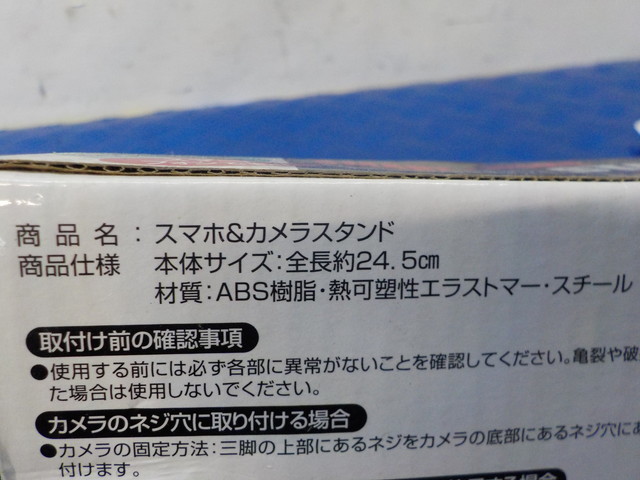 商品名：スマホ&カメラスタンド
商品仕様 本体サイズ：全長約24.5㎝
材質：ABS樹脂・熱可塑性エラストマー・スチール
取付け前の確認事項
●使用する前には必ず各部に異常がないことを確認してください。亀裂や破
た場合は使用しないでください。
カメラのネジ穴に取り付ける場合
●カメラの固定方法：三脚の上部にあるネジをカメラの底部にあるネジ穴に
付けます。